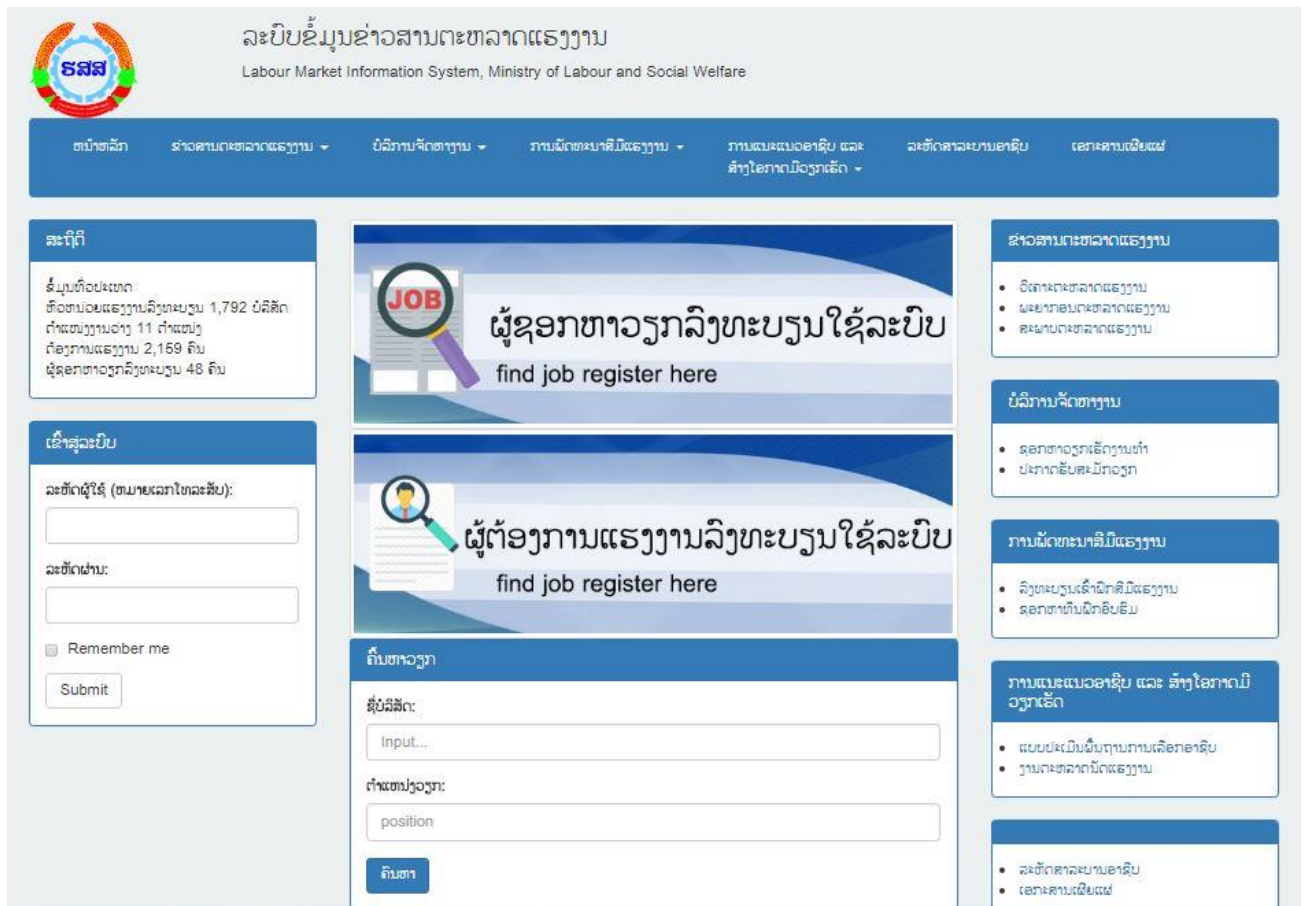 ຮສສ
ລະບົບຂໍ້ມູນຂ່າວສານຕະຫລາດແຮງງານ
Labour Market Information System, Ministry of Labour and Social Welfare
ຫນ້າຫລັກ
ຂ່າວສານຕະຫລາດແຮງງານ
ບໍລິການຈັດຫາງານ
ການພັດທະນາສີມືແຮງງານ
ການແນະແນວອາຊີບ ແລະ
ສ້າງໂອກາດມີວຽກເຮັດ
ລະຫັດສາລະບານອາຊີບ
ເອກະສານເຜີຍແຜ່
ສະຖິຕິ
ຂໍ້ມູນທົ່ວປະເທດ
ຫົວຫນ່ວຍແຮງງານລົງທະບຽນ 1,792 ບໍລິສັດ
ຕໍາແໜ່ງງານວ່າງ 11 ຕໍາແໜ່ງ
ຕ້ອງການແຮງງານ 2,159 ຄົນ
ຜູ້ຊອກຫາວຽກລົງທະບຽນ 48 ຄົນ
ເຂົ້າສູ່ລະບົບ
ລະຫັດຜູ້ໃຊ້ (ຫມາຍເລກໂທລະສັບ):
ລະຫັດຜ່ານ:
Remember me
Submit
JOB
ຜູ້ຊອກຫາວຽກລົງທະບຽນໃຊ້ລະບົບ
find job register here
ຜູ້ຕ້ອງການແຮງງານລົງທະບຽນໃຊ້ລະບົບ
find job register here
ຄົ້ນຫາວຽກ
ຊື່ບໍລິສັດ:
Input...
ຕໍາແຫນ່ງວຽກ:
position
ຄົນຫາ
ຂ່າວສານຕະຫລາດແຮງງານ
ວິເຄາະຕະຫລາດແຮງງານ
ພະຍາກອນຕະຫລາດແຮງງານ
ສະພາບຕະຫລາດແຮງງານ
ບໍລິການຈັດຫາງານ
ຊອກຫາວຽກເຮັດງານທໍາ
ປະກາດຮັບສະມັກວຽກ
ການພັດທະນາສີມືແຮງງານ
ລົງທະບຽນເຂົ້າຝຶກສີມືແຮງງານ
ຊອກຫາທຶນຝຶກອົບຮົມ
ການແນະແນວອາຊີບ ແລະ ສ້າງໂອກາດມີ
ວຽກເຮັດ
ແບບປະເມີນພື້ນຖານການເລືອກອາຊີບ
ງານຕະຫລາດນັດແຮງງານ
ລະຫັດສາລະບານອາຊີບ
ເອກະສານເຜີຍແຜ່